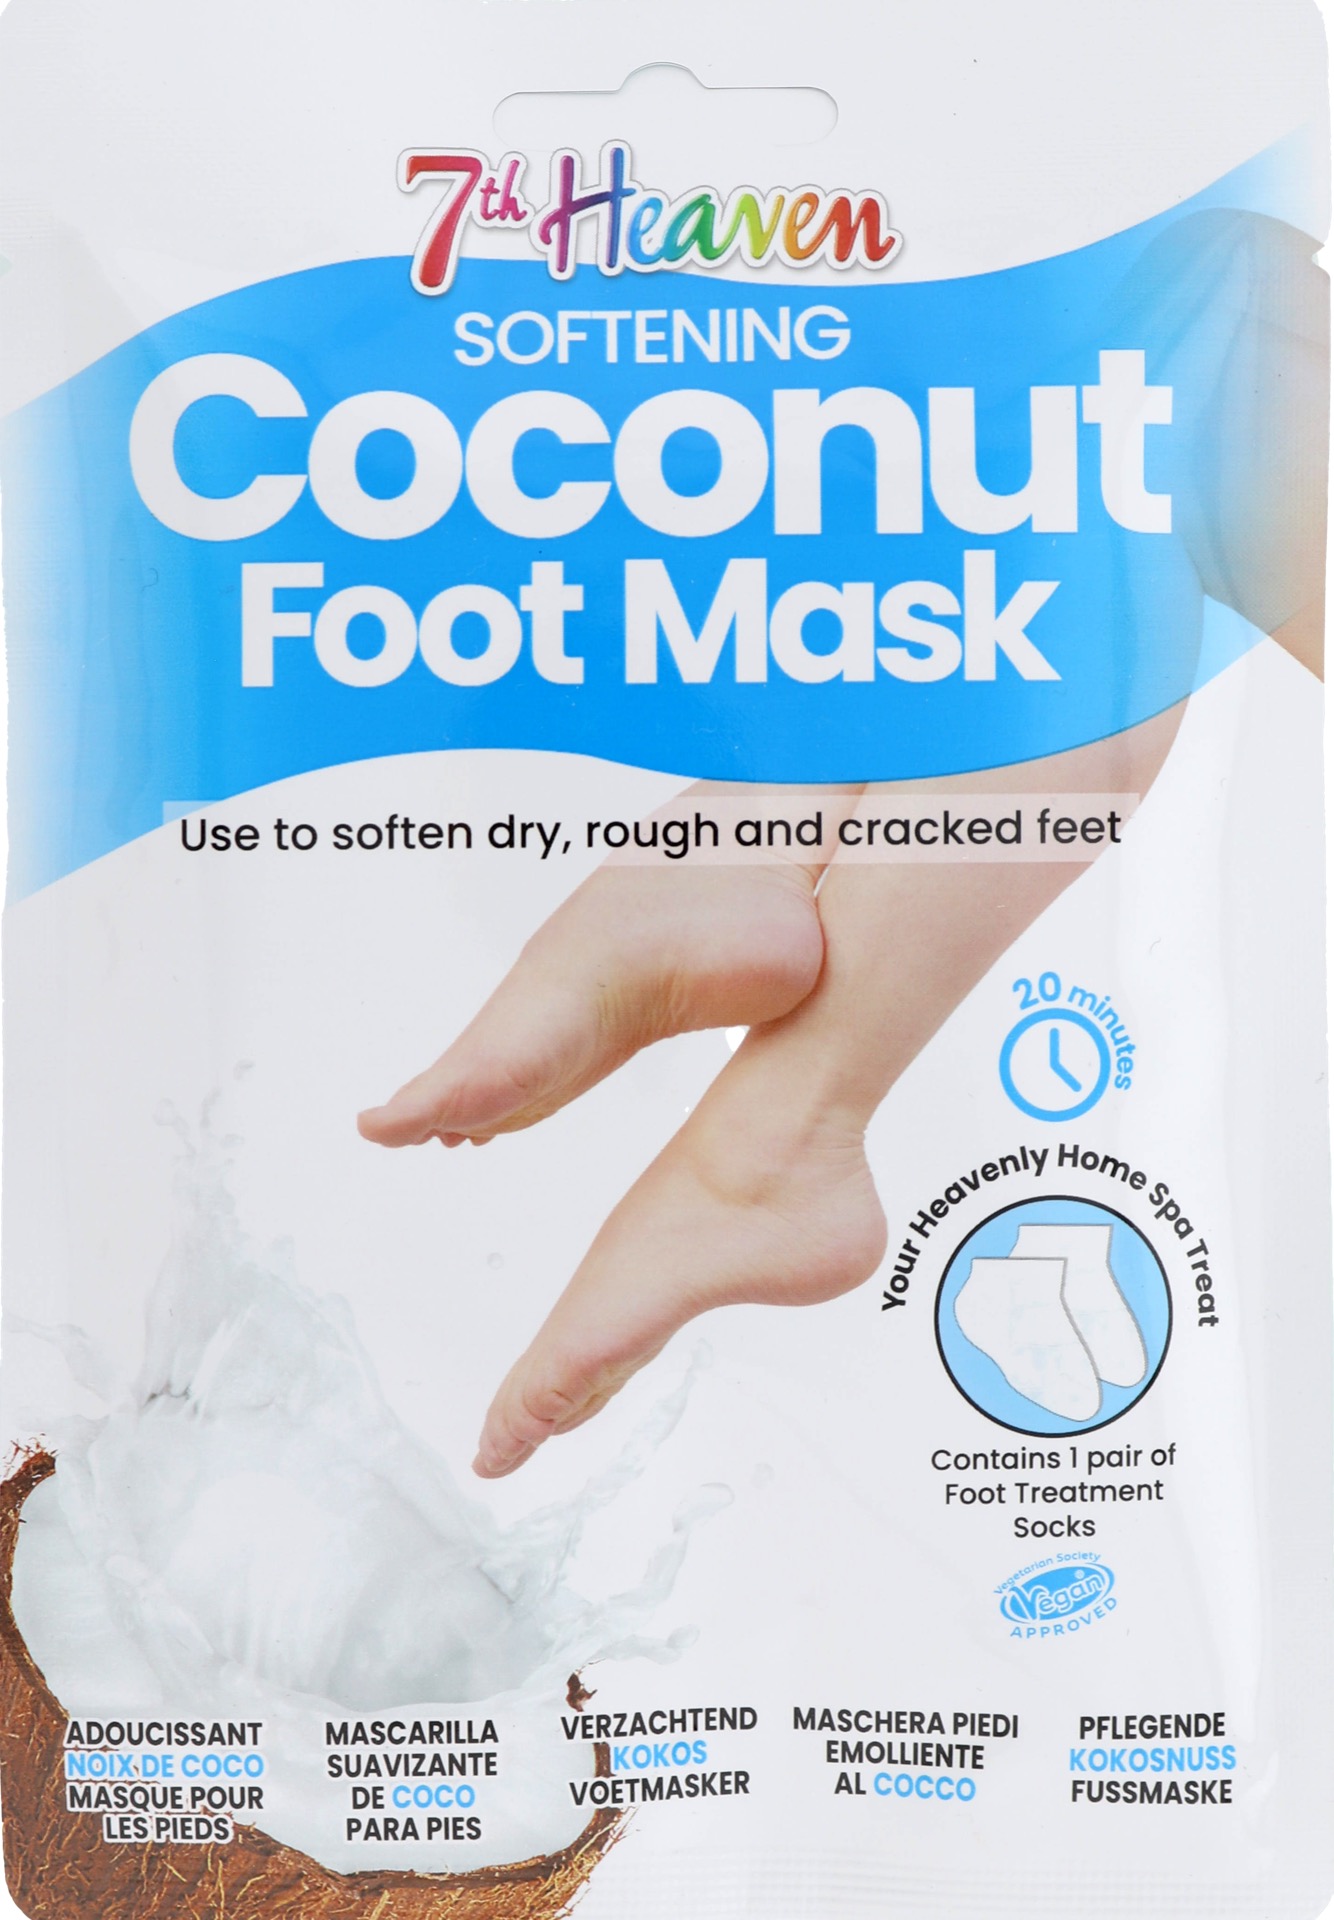 7th Heaven
SOFTENING
Coconut
Foot Mask
Use to soften dry, rough and cracked feet
20 minutes
Your Heavenly Home Spa Treat
Contains 1 pair of
Foot Treatment
Socks
Vegetarian Society
Vegan
APPROVED
ADOUCISSANT
NOIX DE COCO
MASQUE POUR
LES PIEDS
MASCARILLA
SUAVIZANTE
DE COCO
PARA PIES
VERZACHTEND
KOKOS
VOETMASKER
MASCHERA PIEDI
EMOLLIENTE
AL COCCO
PFLEGENDE
KOKOSNUSS
FUSSMASKE